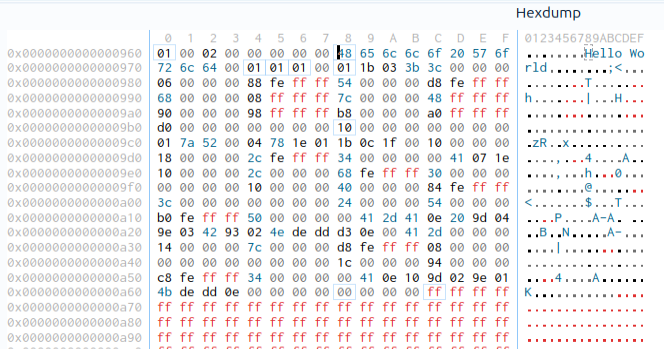 Hexdump
0 1 2 3 4 5 6 7 8 9 A B C D E F 0123456789ABCDEF
0x0000000000000960 01 00 02 00 00 00 00 00 48 65 6c 6c 6f 20 57 6f ........Hello Wo
0x0000000000000970 72 6c 64 00 01 01 01 00 01 1b 03 3b 3c 00 00 00 rld........;<...
0x0000000000000980 06 00 00 00 88 fe ff ff 54 00 00 00 d8 fe ff ff ........T.......
0x0000000000000990 68 00 00 00 08 ff ff ff 7c 00 00 00 48 ff ff ff h.......|...H...
0x00000000000009a0 90 00 00 00 98 ff ff ff b8 00 00 00 a0 ff ff ff ................
0x00000000000009b0 d0 00 00 00 00 00 00 00 10 00 00 00 00 00 00 00 ................
0x00000000000009c0 01 7a 52 00 04 78 1e 01 1b 0c 1f 00 10 00 00 00 .zR..x..........
0x00000000000009d0 18 00 00 00 2c fe ff ff 34 00 00 00 00 41 07 1e ....,...4....A..
0x00000000000009e0 10 00 00 00 2c 00 00 00 68 fe ff ff 30 00 00 00 ....,...h...0...
0x00000000000009f0 00 00 00 00 10 00 00 00 40 00 00 00 84 fe ff ff ........@.......
0x0000000000000a00 3c 00 00 00 00 00 00 00 24 00 00 00 54 00 00 00 <.......$...T...
0x0000000000000a10 b0 fe ff ff 50 00 00 00 00 41 2d 41 0e 20 9d 04 ....P....A-A. ..
0x0000000000000a20 9e 03 42 93 02 4e de dd d3 0e 00 41 2d 00 00 00 ..B..N.....A-...
0x0000000000000a30 14 00 00 00 7c 00 00 00 d8 fe ff ff 08 00 00 00 ....|...........
0x0000000000000a40 00 00 00 00 00 00 00 00 1c 00 00 00 94 00 00 00 ................
0x0000000000000a50 c8 fe ff ff 34 00 00 00 00 41 0e 10 9d 02 9e 01 ....4....A......
0x0000000000000a60 4b de dd 0e 00 00 00 00 00 00 00 00 ff ff ff ff K...............
0x0000000000000a70 ff ff ff ff ff ff ff ff ff ff ff ff ff ff ff ff ................
0x0000000000000a80 ff ff ff ff ff ff ff ff ff ff ff ff ff ff ff ff ................
0x0000000000000a90 ff ff ff ff ff ff ff ff ff ff ff ff ff ff ff ff ................